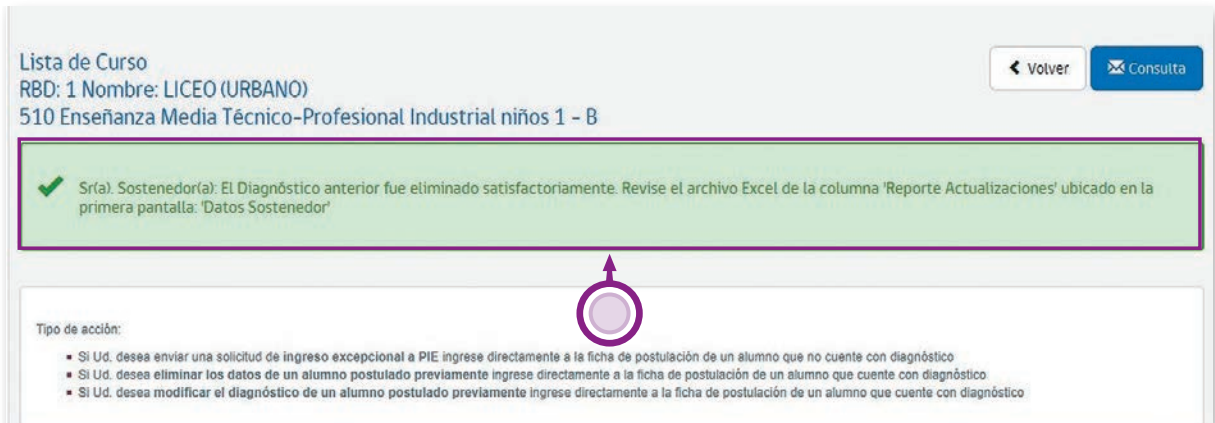 Lista de Curso
RBD: 1 Nombre: LICEO (URBANO)
510 Enseñanza Media Técnico-Profesional Industrial niños 1 - B
Volver
Consulta
Sr(a). Sostenedor(a): El Diagnóstico anterior fue eliminado satisfactoriamente. Revise el archivo Excel de la columna 'Reporte Actualizaciones' ubicado en la
primera pantalla: 'Datos Sostenedor'
Tipo de acción:
Si Ud. desea enviar una solicitud de ingreso excepcional a PIE ingrese directamente a la ficha de postulación de un alumno que no cuente con diagnóstico
Si Ud. desea eliminar los datos de un alumno postulado previamente ingrese directamente a la ficha de postulación de un alumno que cuente con diagnóstico
Si Ud. desea modificar el diagnóstico de un alumno postulado previamente ingrese directamente a la ficha de postulación de un alumno que cuente con diagnóstico